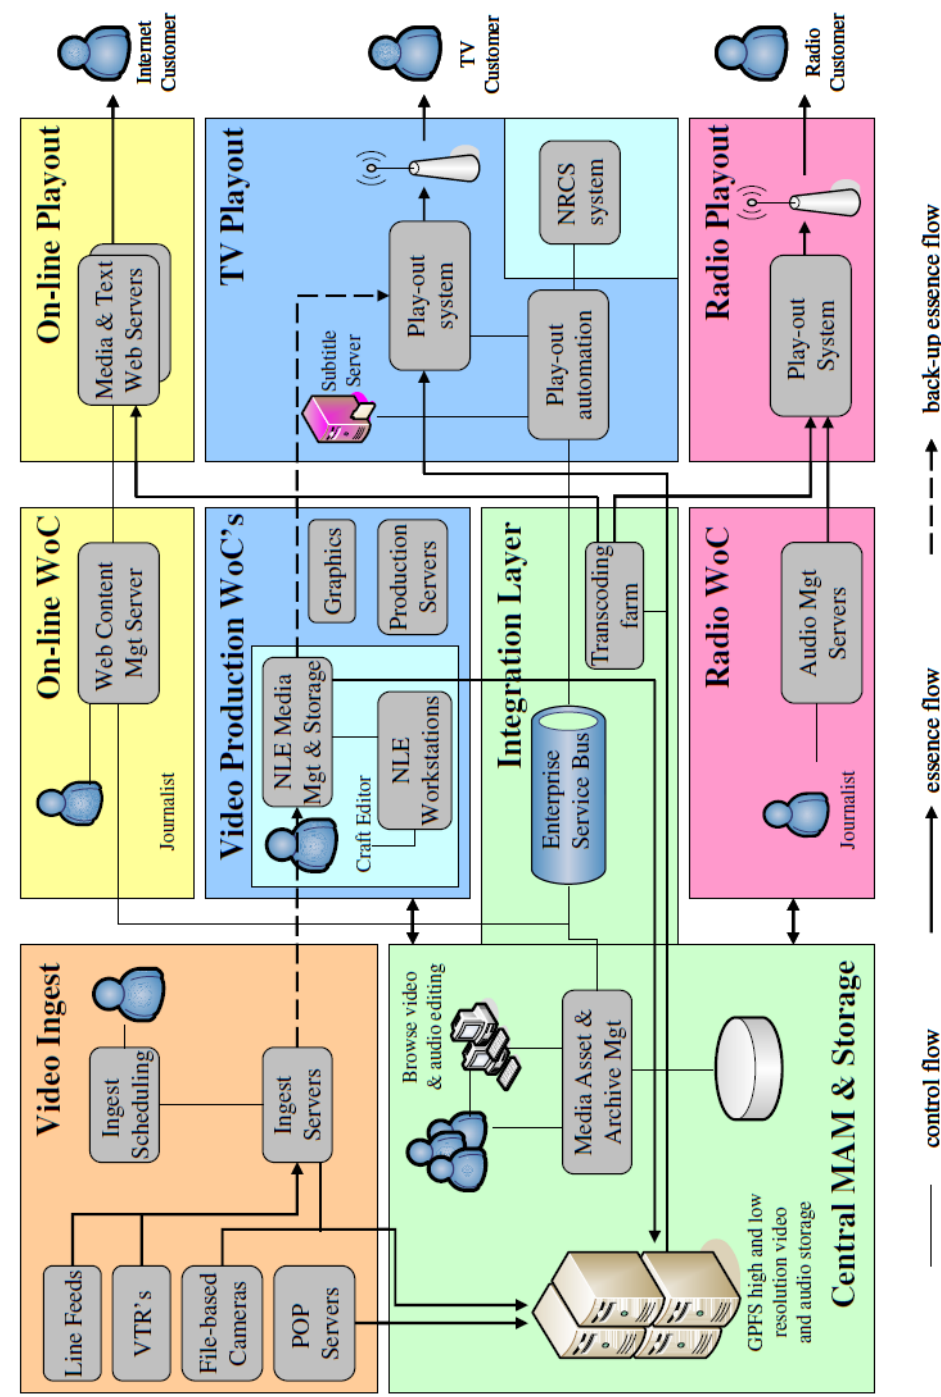 Video Ingest
Line Feeds
VTR's
File-based
Cameras
POP
Servers
Ingest
Scheduling
Ingest
Servers
On-line WoC
Journalist
Web Content
Mgt Server
On-line Playout
Media & Text
Web Servers
Internet
Customer
Video Production WoC's
Craft Editor
NLE Media
Mgt & Storage
NLE
Workstations
Graphics
Production
Servers
TV Playout
Subtitle
Server
Play-out
system
Play-out
automation
NRCS
system
TV
Customer
Integration Layer
Enterprise
Service Bus
Transcoding
farm
Browse video
& audio editing
Media Asset &
Archive Mgt
GPFS high and low
resolution video
and audio storage
Central MAM & Storage
Radio WoC
Journalist
Audio Mgt
Servers
Radio Playout
Play-out
System
Radio
Customer
control flow
essence flow
back-up essence flow